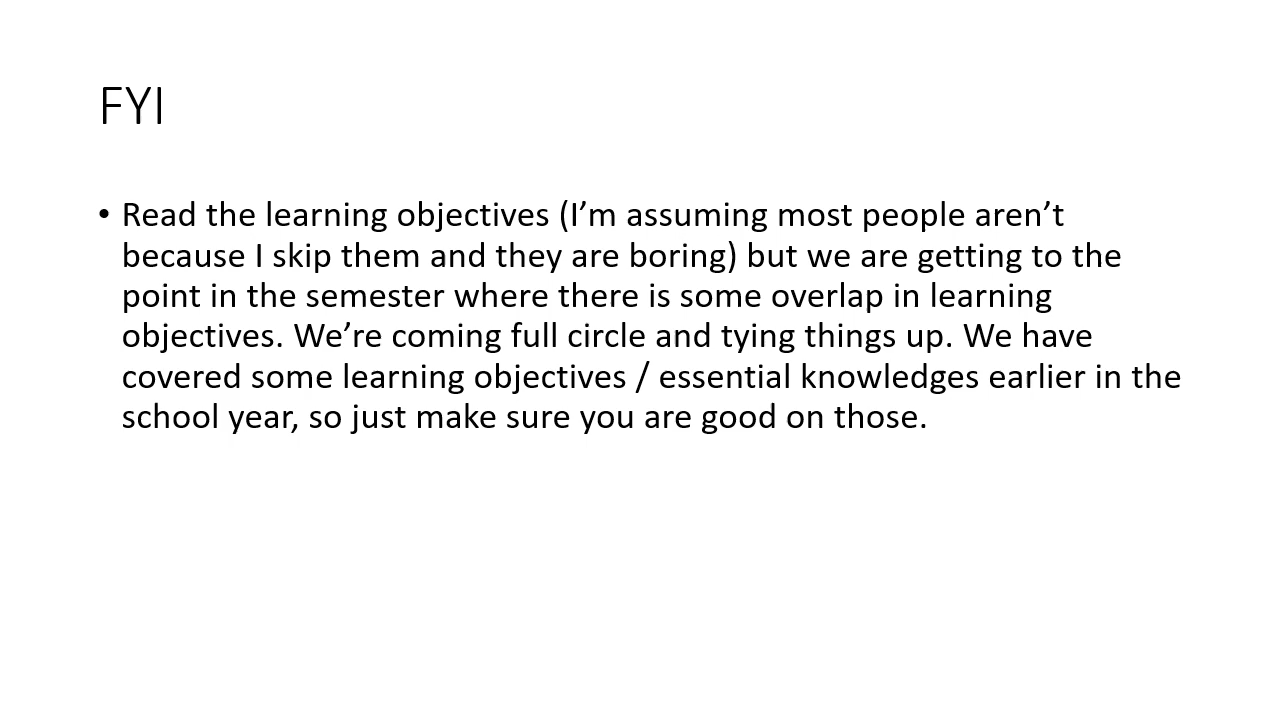 FYI
• Read the learning objectives (I’m assuming most people aren’t
because I skip them and they are boring) but we are getting to the
point in the semester where there is some overlap in learning
objectives. We’re coming full circle and tying things up. We have
covered some learning objectives / essential knowledges earlier in the
school year, so just make sure you are good on those.